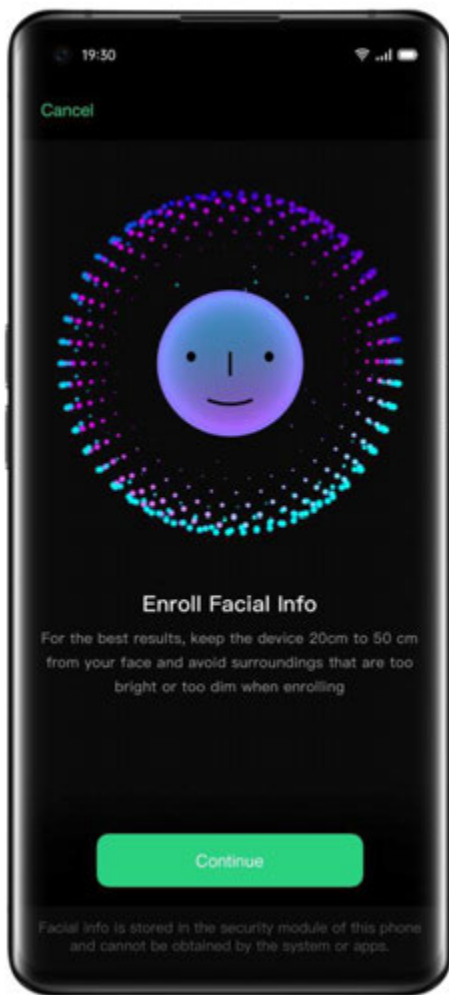 19:30
Cancel
Enroll Facial Info
For the best results, keep the device 20cm to 50 cm
from your face and avoid surroundings that are too
bright or too dim when enrolling
Continue
Facial info is stored in the security module of this phone
and cannot be obtained by the system or apps.